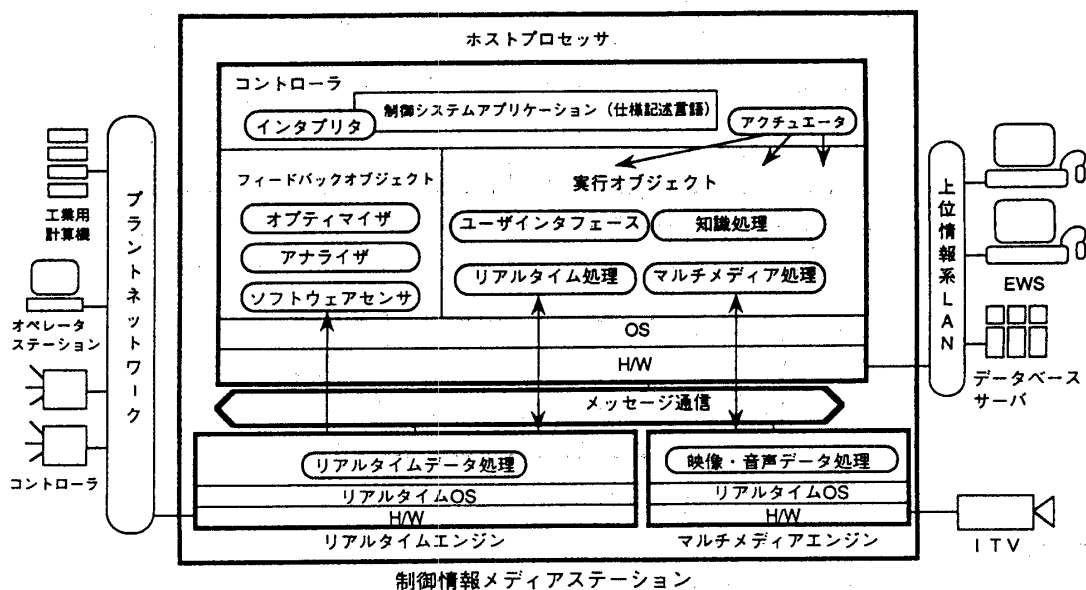 ホストプロセッサ
コントローラ
制御システムアプリケーション（仕様記述言語）
インタプリタ
アクチュエータ
フィードバックオブジェクト
実行オブジェクト
オプティマイザ
ユーザインタフェース
知識処理
アナライザ
リアルタイム処理
マルチメディア処理
ソフトウェアセンサ
OS
H/W
メッセージ通信
リアルタイムデータ処理
映像・音声データ処理
リアルタイムOS
リアルタイムOS
H/W
H/W
リアルタイムエンジン
マルチメディアエンジン
制御情報メディアステーション
工業用
計算機
オペレータ
ステーション
コントローラ
プラントネットワーク
上位情報系LAN
EWS
データベース
サーバ
ITV